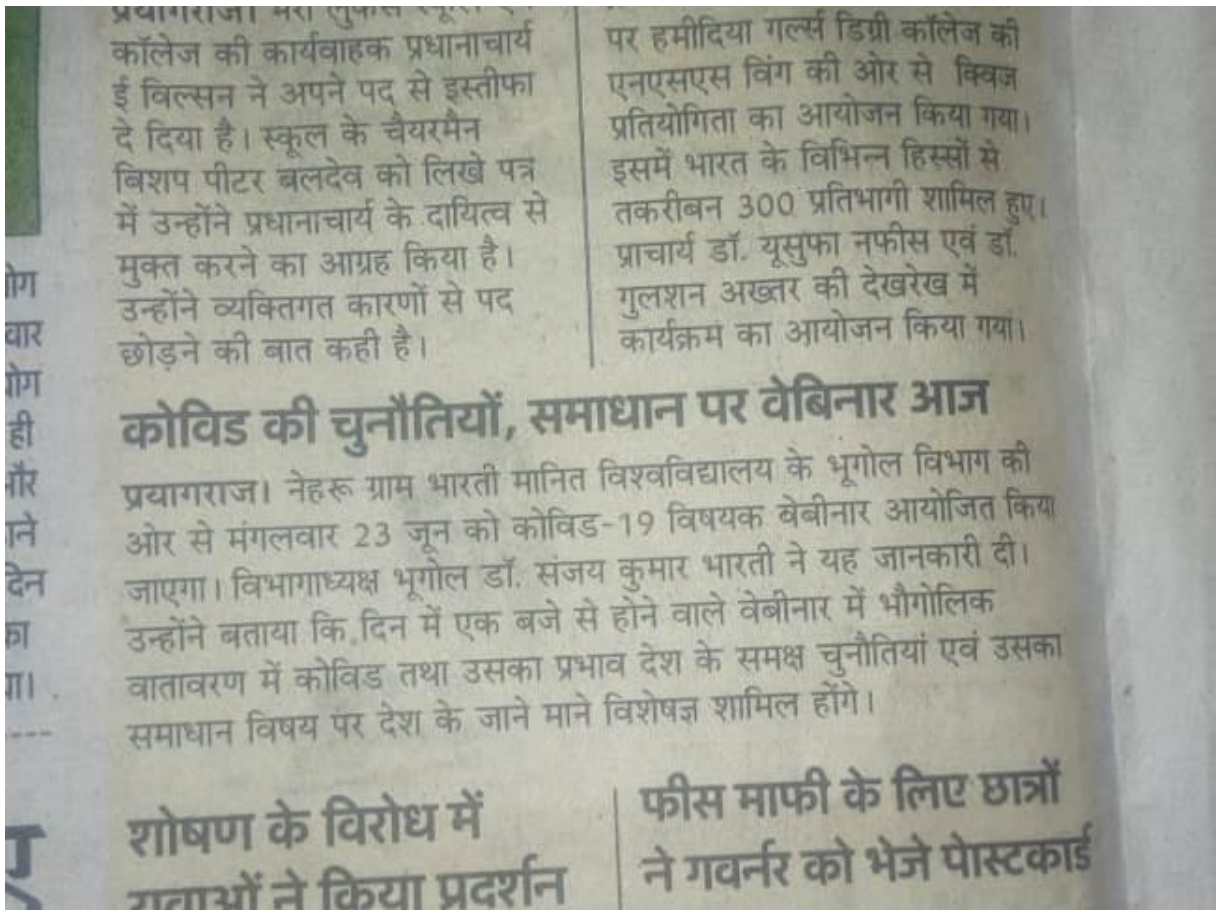 प्रयागराज। मेरी लुकास स्कूल एंड
कॉलेज की कार्यवाहक प्रधानाचार्य
ई विल्सन ने अपने पद से इस्तीफा
दे दिया है। स्कूल के चैयरमैन
बिशप पीटर बलदेव को लिखे पत्र
में उन्होंने प्रधानाचार्य के दायित्व से
मुक्त करने का आग्रह किया है।
उन्होंने व्यक्तिगत कारणों से पद
छोड़ने की बात कही है।
पर हमीदिया गर्ल्स डिग्री कॉलेज की
एनएसएस विंग की ओर से क्विज
प्रतियोगिता का आयोजन किया गया।
इसमें भारत के विभिन्न हिस्सों से
तकरीबन 300 प्रतिभागी शामिल हुए।
प्राचार्य डॉ. यूसुफा नफीस एवं डॉ.
गुलशन अख्तर की देखरेख में
कार्यक्रम का आयोजन किया गया।
कोविड की चुनौतियों, समाधान पर वेबिनार आज
प्रयागराज। नेहरू ग्राम भारती मानित विश्वविद्यालय के भूगोल विभाग की
ओर से मंगलवार 23 जून को कोविड-19 विषयक वेबीनार आयोजित किया
जाएगा। विभागाध्यक्ष भूगोल डॉ. संजय कुमार भारती ने यह जानकारी दी।
उन्होंने बताया कि दिन में एक बजे से होने वाले वेबीनार में भौगोलिक
वातावरण में कोविड तथा उसका प्रभाव देश के समक्ष चुनौतियां एवं उसका
समाधान विषय पर देश के जाने माने विशेषज्ञ शामिल होंगे।
शोषण के विरोध में
युवाओं ने किया प्रदर्शन
फीस माफी के लिए छात्रों
ने गवर्नर को भेजे पोस्टकार्ड